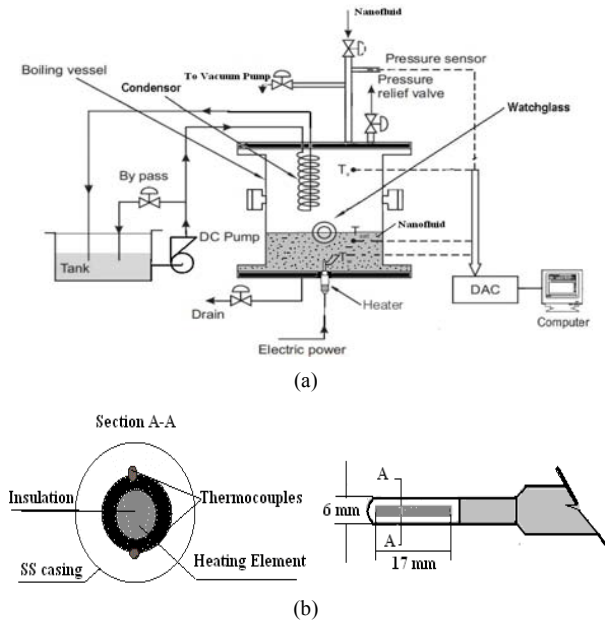 Nanofluid
Pressure sensor
To Vacuum Pump
Pressure
relief valve
Boiling vessel
Condensor
Watchglass
By pass
Nanofluid
DC Pump
Tank
DAC
Heater
Drain
Computer
Electric power
(a)
Section A-A
Insulation
Thermocouples
Heating Element
SS casing
A
6 mm
A
17 mm
(b)